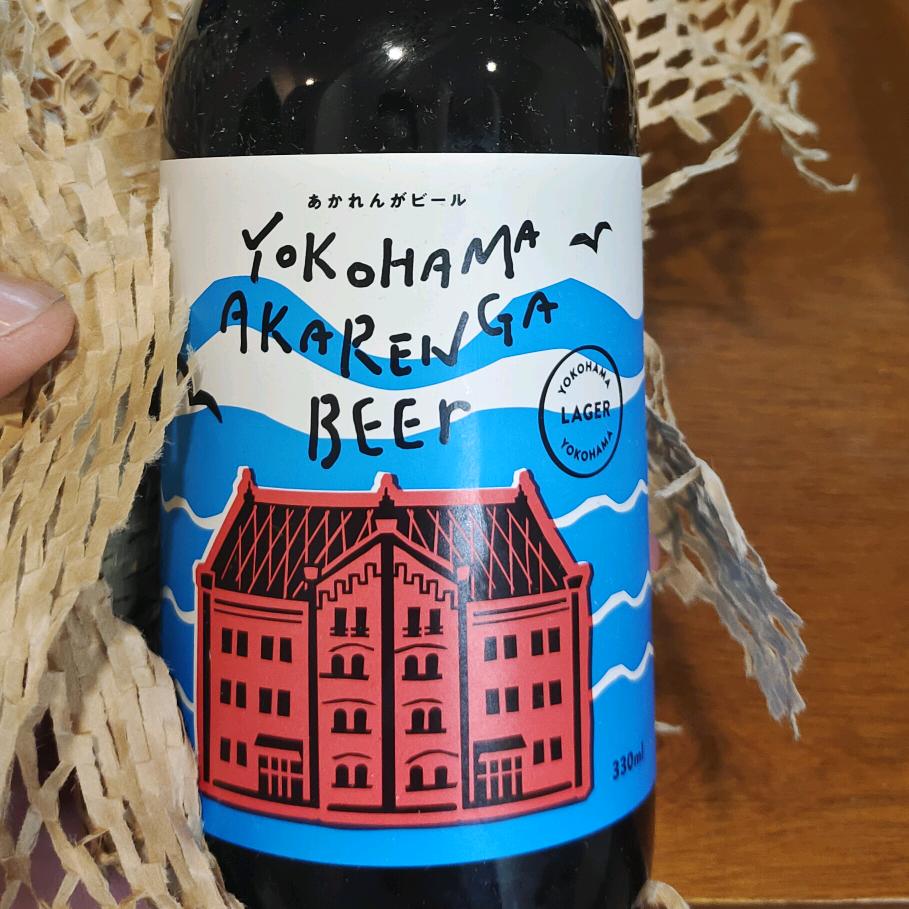 あかれんがビール
YOKOHAMA
AKARENGA
BEEr
YOKOHAMA
LAGER
YOKOHAMA
330ml